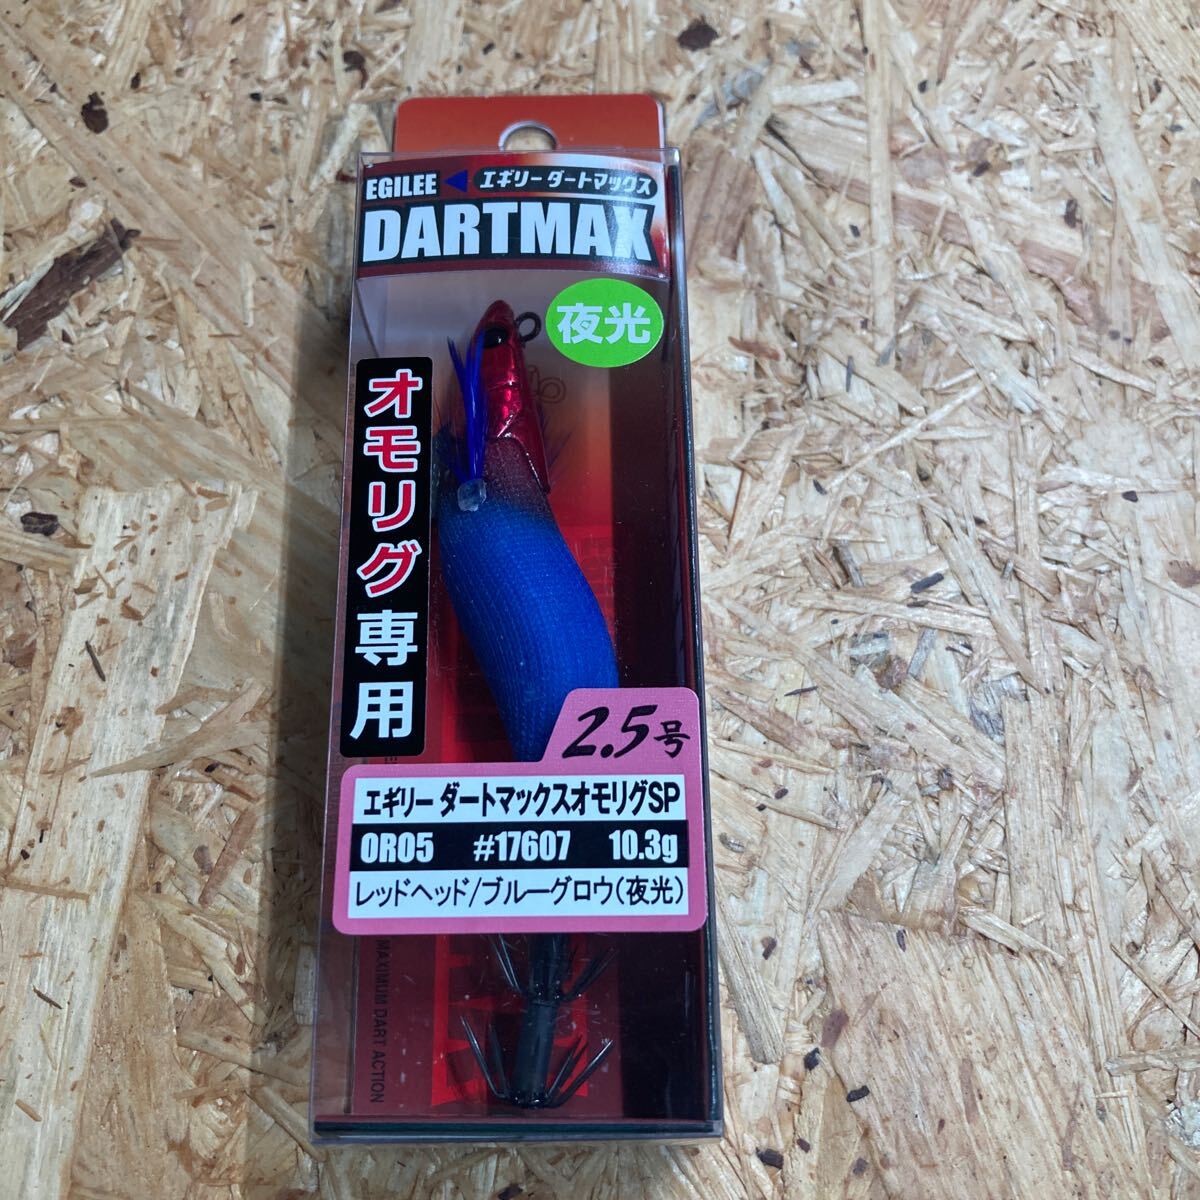 EGILEE ◀ エギリー ダートマックス
DARTMAX
夜光
オモリグ専用
2.5号
エギリー ダートマックスオモリグSP
OR05 #17607 10.3g
レッドヘッド/ブルーグロウ(夜光)
MAXIMUM DART ACTION